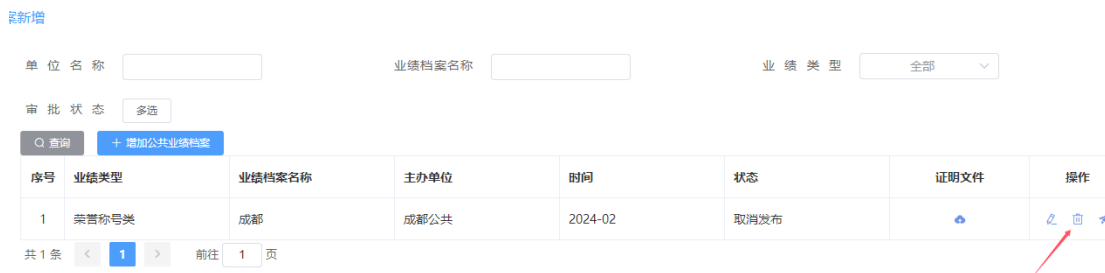 案新增
单位名称 业绩档案名称 业绩类型 全部
审批状态 多选
查询 + 增加公共业绩档案
序号 业绩类型 业绩档案名称 主办单位 时间 状态 证明文件 操作
1 荣誉称号类 成都 成都公共 2024-02 取消发布
共 1 条 < 1 > 前往 1 页